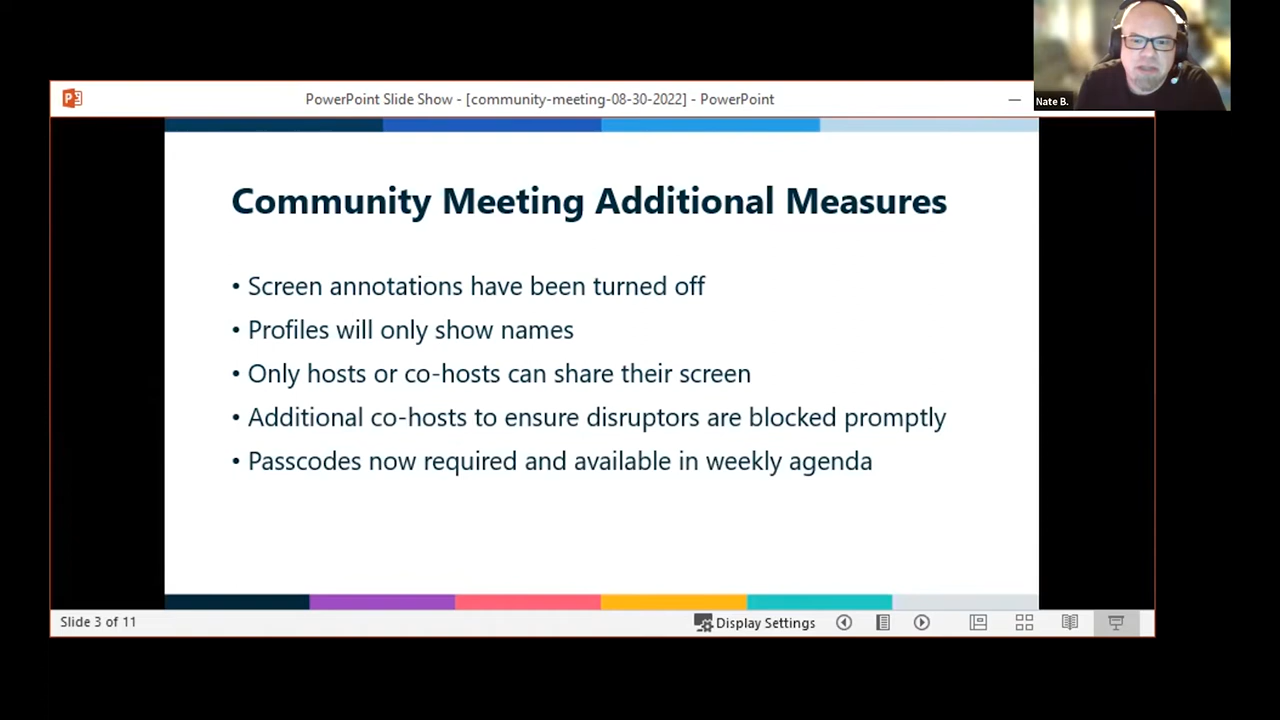 PowerPoint Slide Show - [community-meeting-08-30-2022] - PowerPoint
Nate B.
Community Meeting Additional Measures
• Screen annotations have been turned off
• Profiles will only show names
• Only hosts or co-hosts can share their screen
• Additional co-hosts to ensure disruptors are blocked promptly
• Passcodes now required and available in weekly agenda
Slide 3 of 11
Display Settings